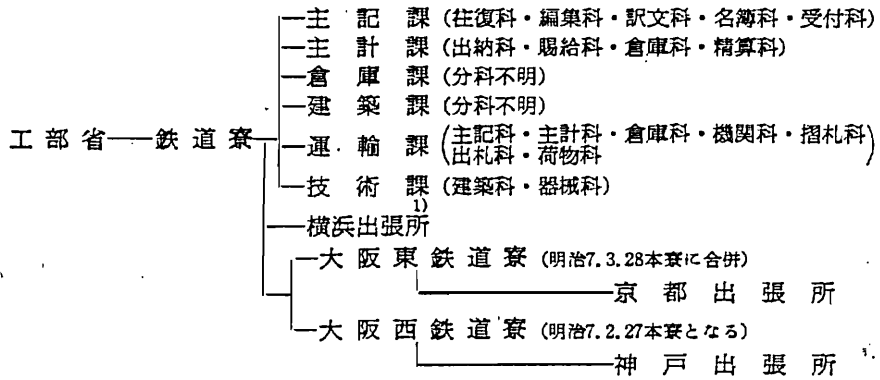 主記課(往復科・編集科・訳文科・名簿科・受付科)
主計課(出納科・賜給科・倉庫科・精算科)
倉庫課(分科不明)
建築課(分科不明)
工部省 鉄道寮
運輸課(主記科・主計科・倉庫科・機関科・摺札科
出札科・荷物科)
技術課(建築科・器械科)
横浜出張所1)
大阪東鉄道寮(明治7.3.28本寮に合併)
京都出張所
大阪西鉄道寮(明治7.2.27本寮となる)
神戸出張所